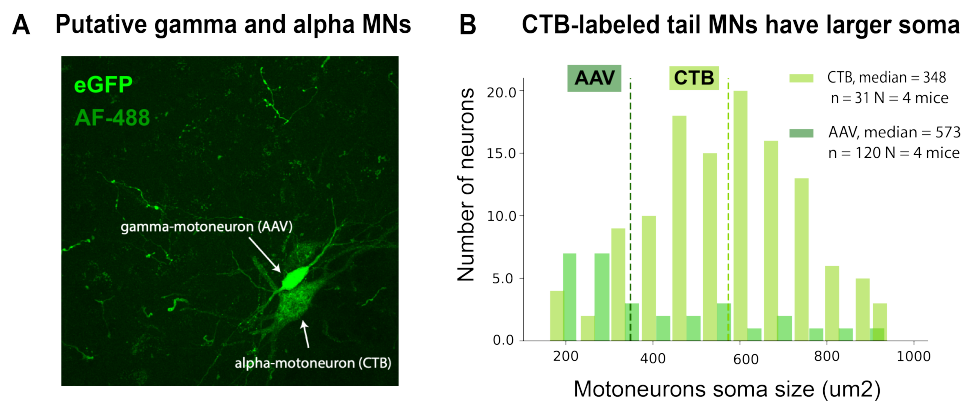 A Putative gamma and alpha MNs
eGFP
AF-488
gamma-motoneuron (AAV)
alpha-motoneuron (CTB)
B CTB-labeled tail MNs have larger soma
AAV CTB
CTB, median = 348
n = 31 N = 4 mice
AAV, median = 573
n = 120 N = 4 mice
Number of neurons
20.0
15.0
10.0
5.0
0.0
200 400 600 800 1000
Motoneurons soma size (um2)